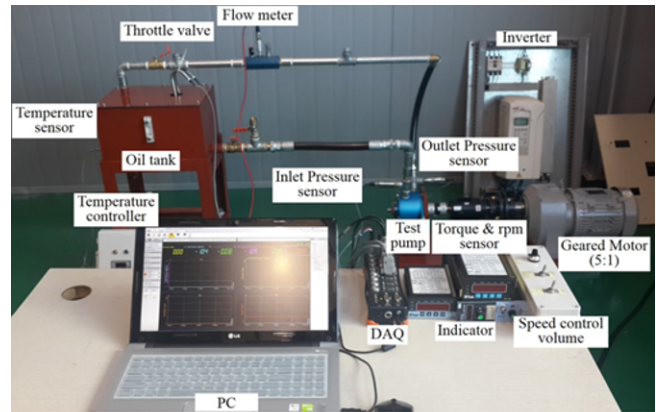 Flow meter
Throttle valve
Inverter
Temperature
sensor
Oil tank
Outlet Pressure
sensor
Inlet Pressure
sensor
Temperature
controller
Test
pump
Torque & rpm
sensor
Geared Motor
(5:1)
DAQ
Indicator
Speed control
volume
LG
PC